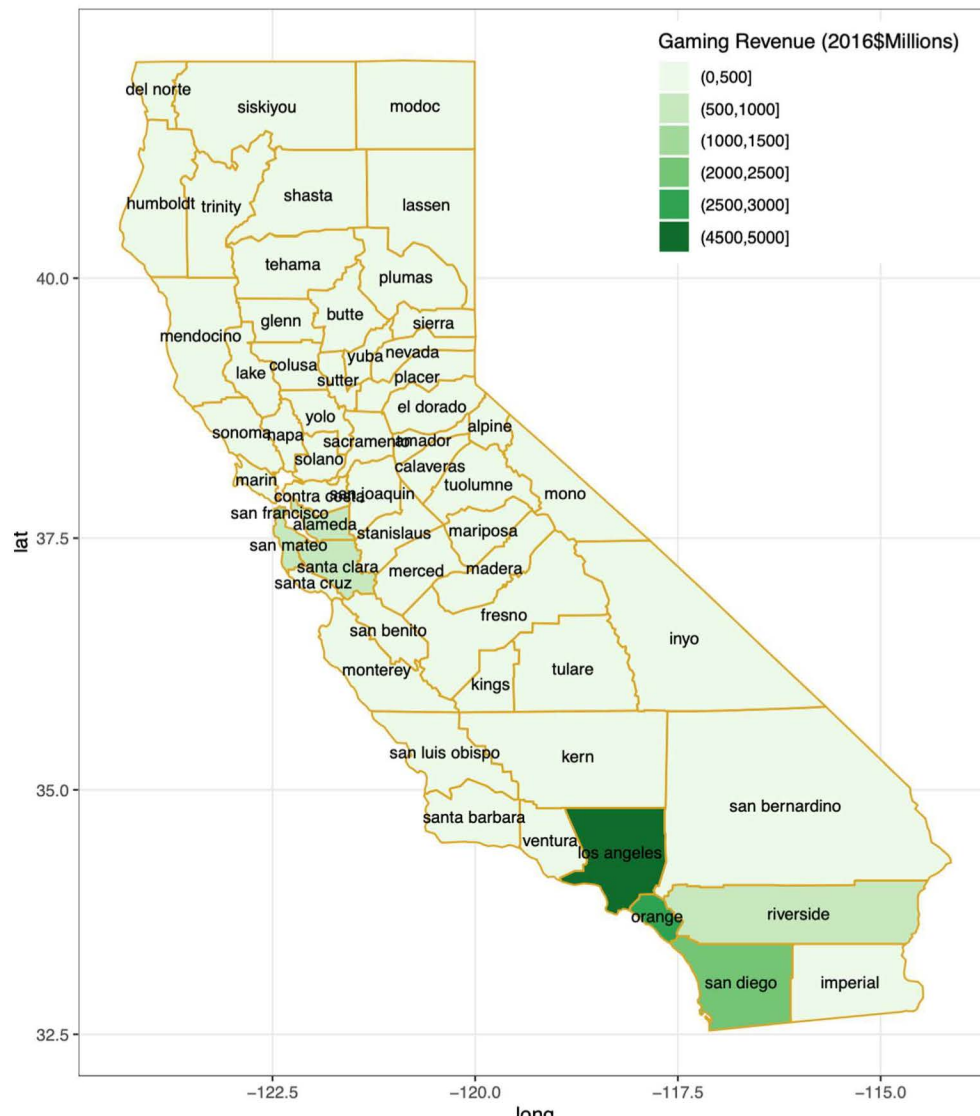 Gaming Revenue (2016$Millions)
(0,500]
(500,1000]
(1000,1500]
(2000,2500]
(2500,3000]
(4500,5000]
del norte
siskiyou
modoc
humboldt
trinity
shasta
lassen
tehama
plumas
40.0
glenn
butte
sierra
mendocino
lake
colusa
sutter
yuba
nevada
placer
yolo
el dorado
sonoma
napa
sacramento
amador
alpine
solano
calaveras
marin
contra costa
san joaquin
tuolumne
mono
san francisco
alameda
stanislaus
mariposa
37.5
lat
san mateo
santa clara
merced
madera
santa cruz
fresno
san benito
inyo
monterey
kings
tulare
san luis obispo
kern
35.0
santa barbara
san bernardino
ventura
los angeles
orange
riverside
san diego
imperial
32.5
−122.5
−120.0
−117.5
−115.0
long